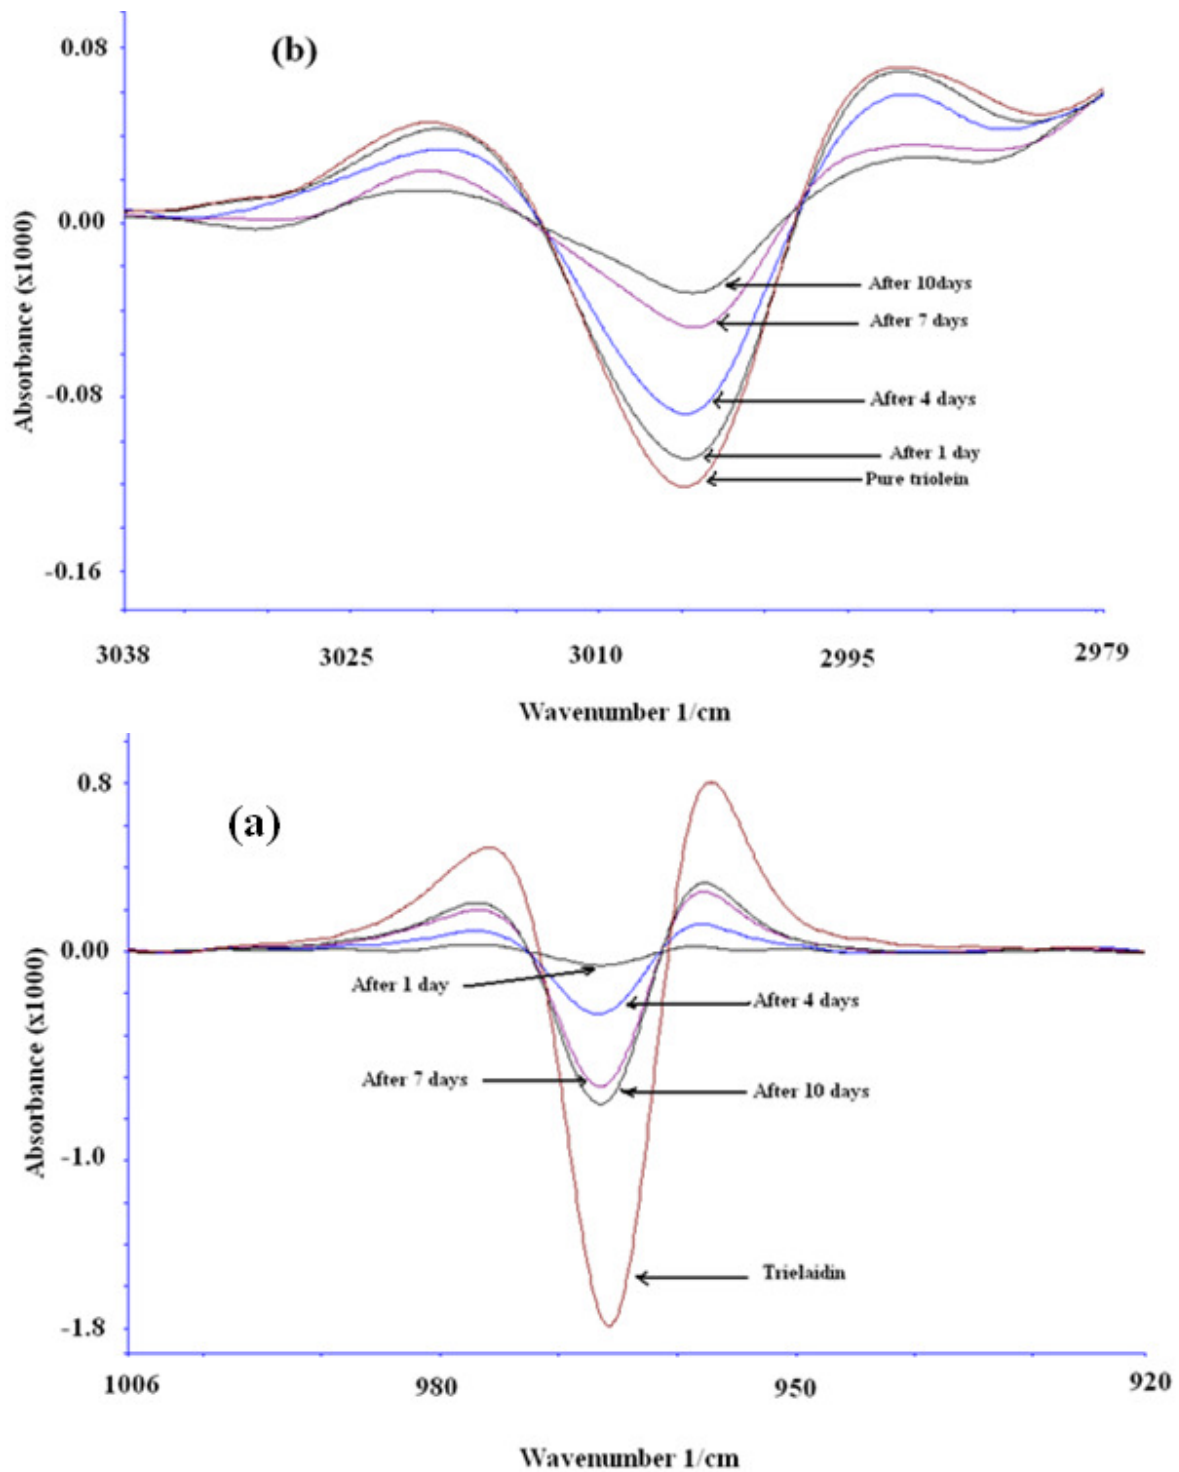 (b)
0.08
0.00
-0.08
-0.16
Absorbance (x1000)
After 10days
After 7 days
After 4 days
After 1 day
Pure triolein
3038 3025 3010 2995 2979
Wavenumber 1/cm
(a)
0.8
0.00
-1.0
-1.8
Absorbance (x1000)
After 1 day
After 4 days
After 7 days
After 10 days
Trielaidin
1006 980 950 920
Wavenumber 1/cm